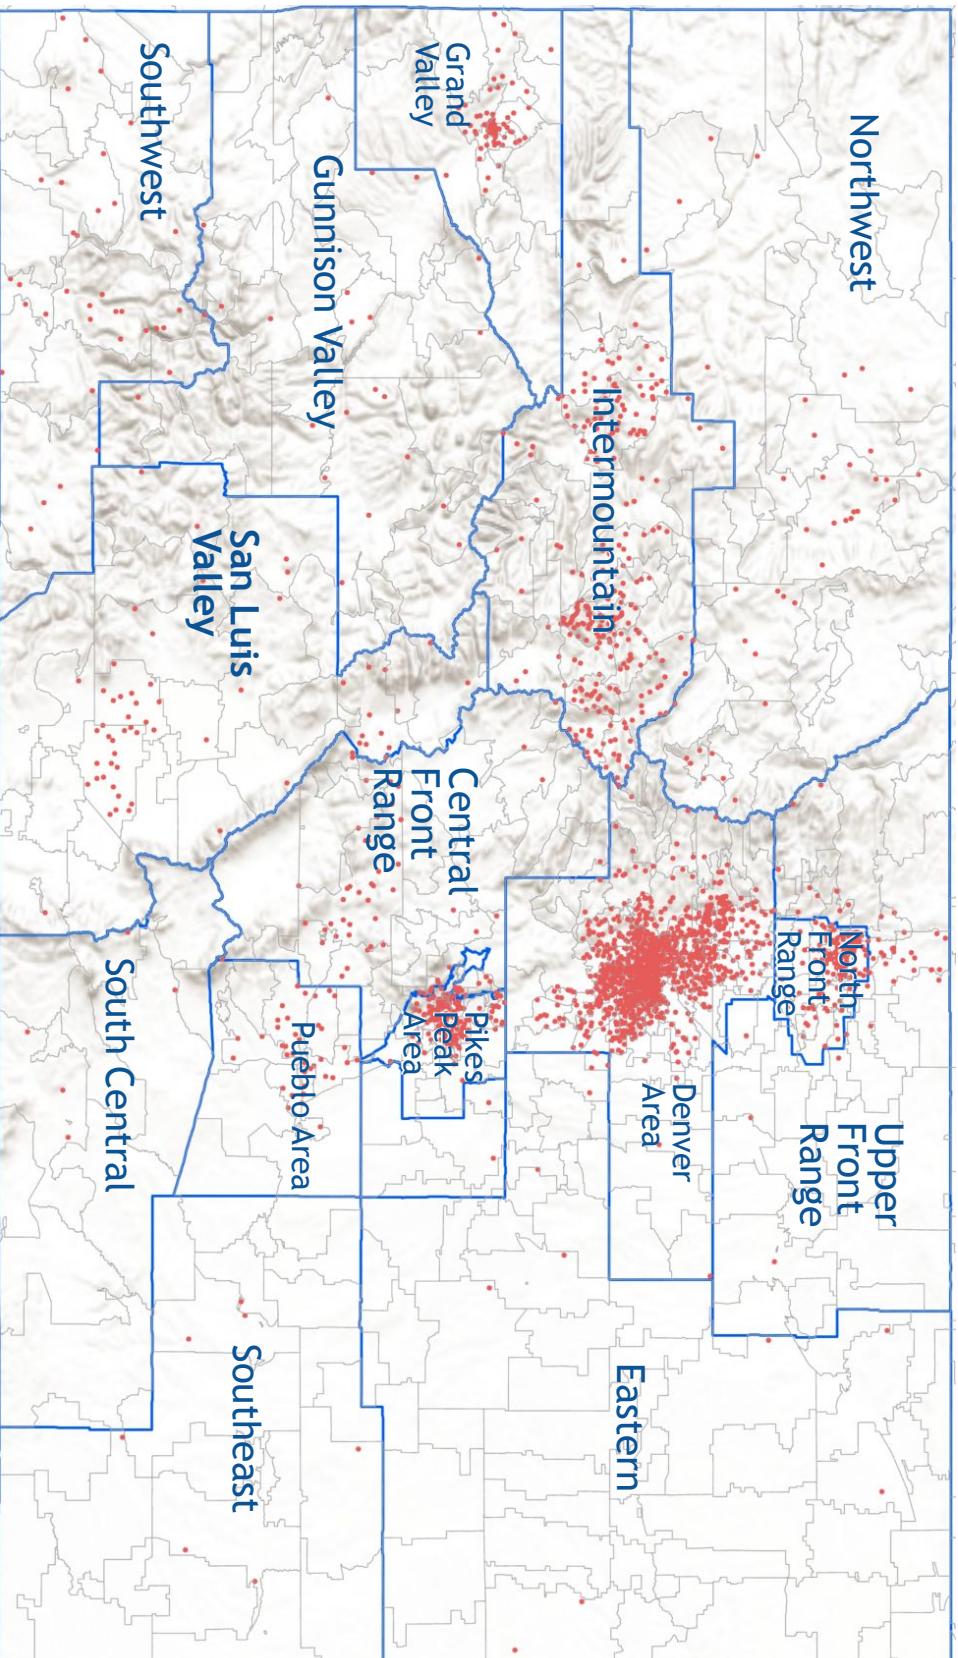 Northwest
Upper
Front
Range
North
Front
Range
Intermountain
Denver
Area
Eastern
Grand
Valley
Central
Front
Range
Pikes
Peak
Area
Gunnison Valley
Pueblo Area
San Luis
Valley
Southeast
Southwest
South Central